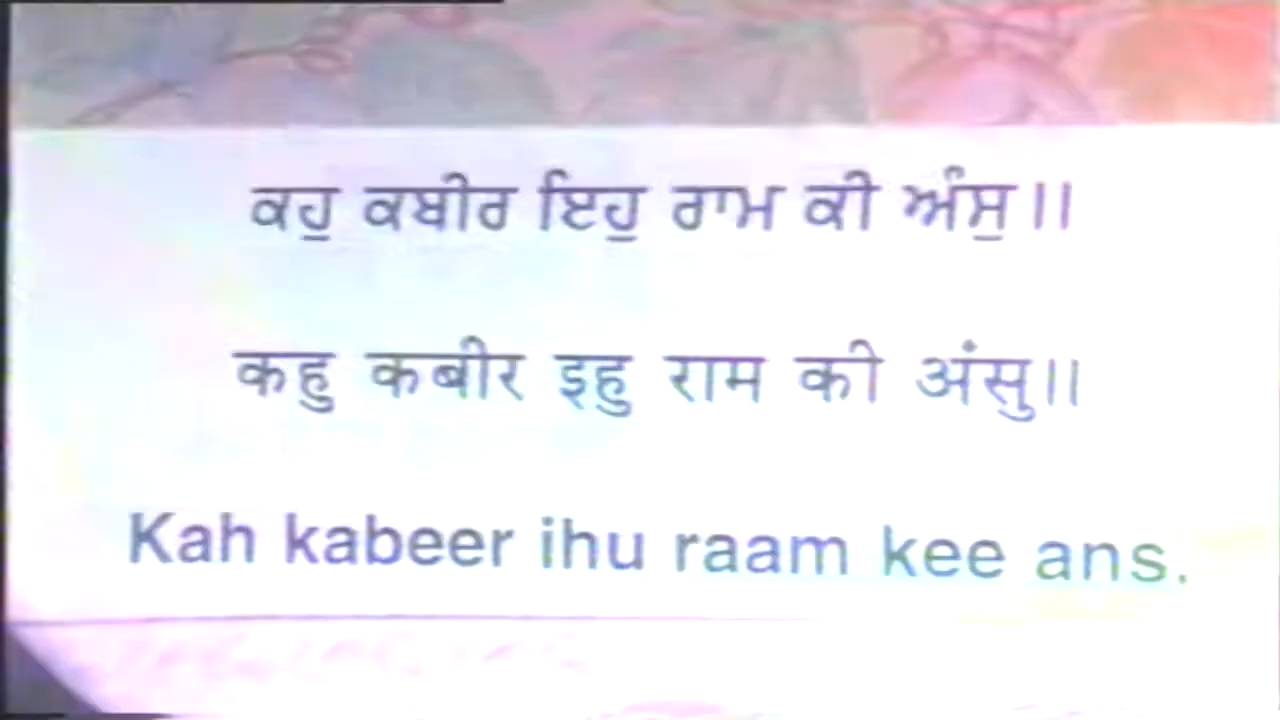 ਕਹੁ ਕਬੀਰ ਇਹੁ ਰਾਮ ਕੀ ਅੰਸੁ॥
कहु कबीर इहु राम की अंसु॥
Kah kabeer ihu raam kee ans.